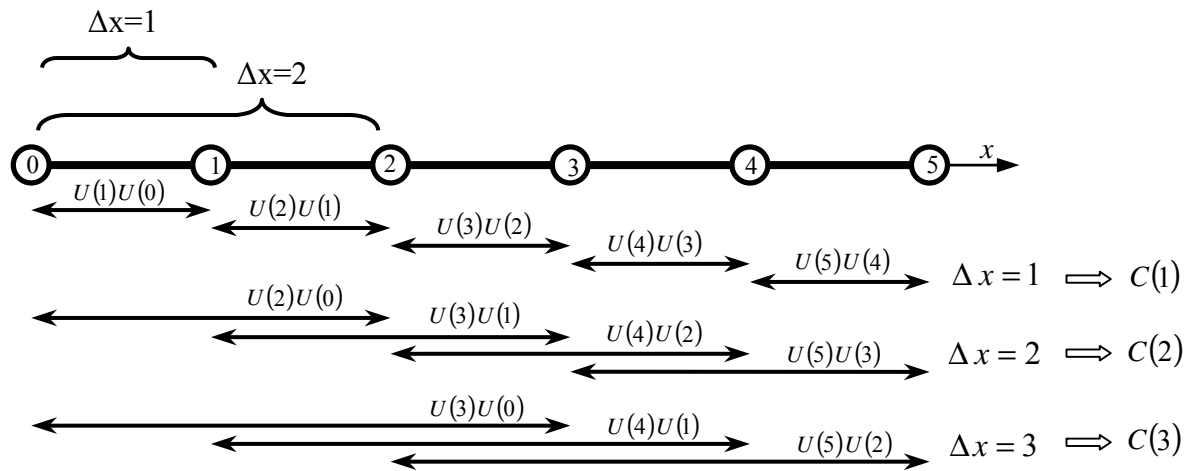 Δx=1
Δx=2
0 1 2 3 4 5 x
U(1)U(0)
U(2)U(1)
U(3)U(2)
U(4)U(3)
U(5)U(4) Δx = 1 ⇨ C(1)
U(2)U(0)
U(3)U(1)
U(4)U(2)
U(5)U(3) Δx = 2 ⇨ C(2)
U(3)U(0)
U(4)U(1)
U(5)U(2) Δx = 3 ⇨ C(3)